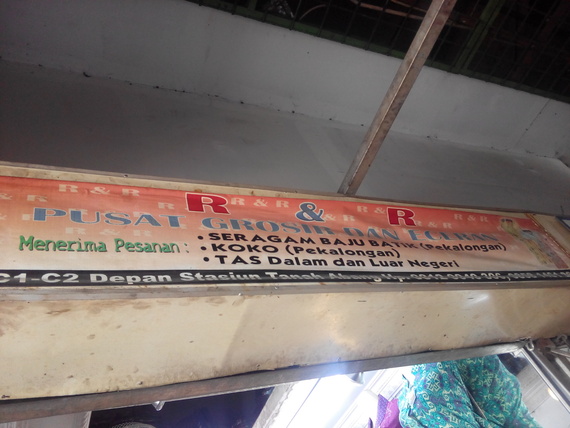 R & R
PUSAT GROSIR DAN ECERAN
Menerima Pesanan :
• SERAGAM BAJU BATIK (Pekalongan)
• KOKO (Pekalongan)
• TAS Dalam dan Luar Negeri
C1 C2 Depan Stasiun Tanah Abang